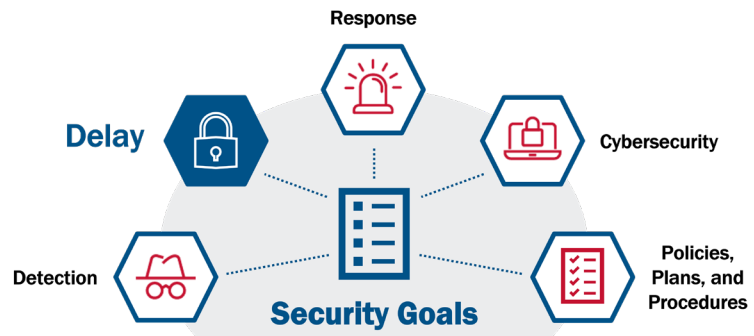 Response
Delay
Cybersecurity
Detection
Policies,
Plans, and
Procedures
Security Goals